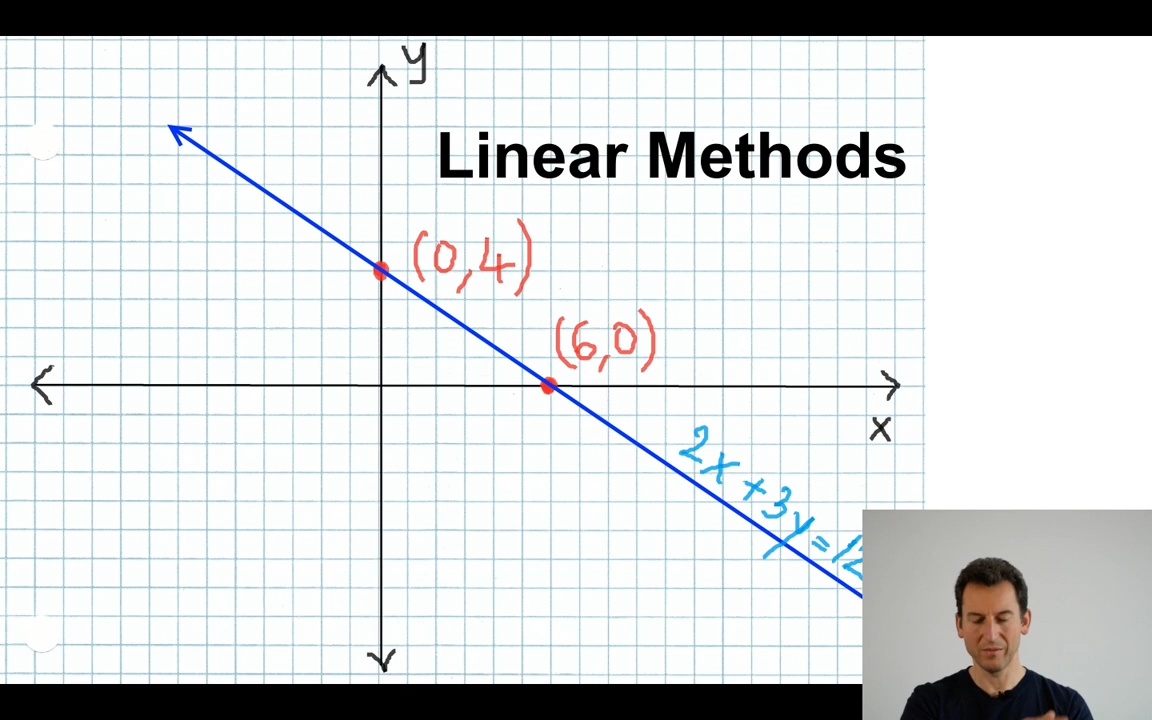 y
Linear Methods
(0,4)
(6,0)
x
2x+3y=12